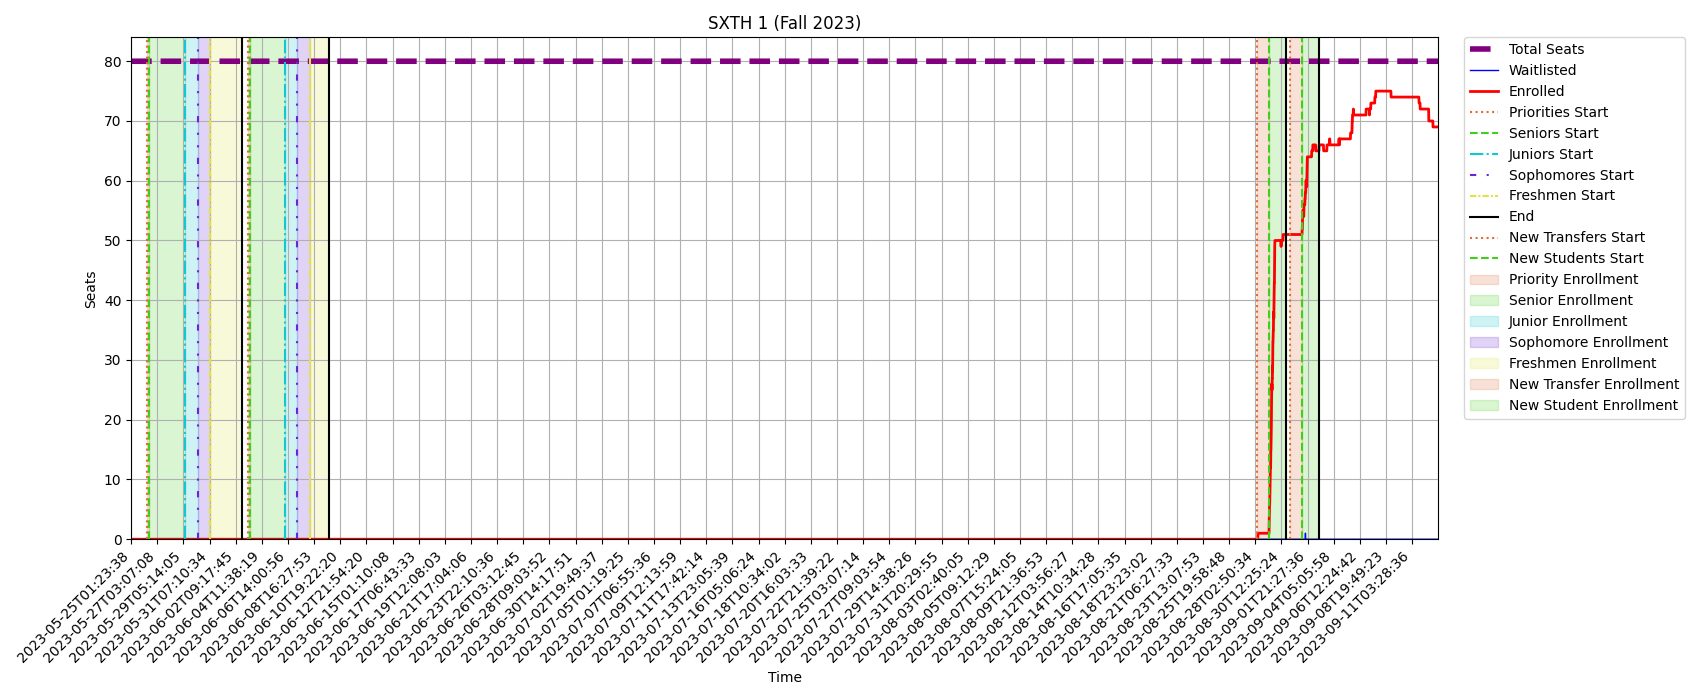 SXTH 1 (Fall 2023)
Total Seats
Waitlisted
Enrolled
Priorities Start
Seniors Start
Juniors Start
Sophomores Start
Freshmen Start
End
New Transfers Start
New Students Start
Priority Enrollment
Senior Enrollment
Junior Enrollment
Sophomore Enrollment
Freshmen Enrollment
New Transfer Enrollment
New Student Enrollment
Seats
80
70
60
50
40
30
20
10
0
2023-05-25T01:23:38
2023-05-27T03:07:08
2023-05-29T05:14:05
2023-05-31T07:10:34
2023-06-02T09:17:45
2023-06-04T11:38:19
2023-06-06T14:00:56
2023-06-08T16:27:53
2023-06-10T19:22:20
2023-06-12T21:54:20
2023-06-15T01:10:08
2023-06-17T06:43:33
2023-06-19T12:08:03
2023-06-21T17:04:06
2023-06-23T22:10:36
2023-06-26T03:12:45
2023-06-28T09:03:52
2023-06-30T14:17:51
2023-07-02T19:49:37
2023-07-05T01:19:25
2023-07-07T06:55:36
2023-07-09T12:13:59
2023-07-11T17:42:14
2023-07-13T23:05:39
2023-07-16T05:06:24
2023-07-18T10:34:02
2023-07-20T16:03:33
2023-07-22T21:39:22
2023-07-25T03:07:14
2023-07-27T09:03:54
2023-07-29T14:38:26
2023-07-31T20:29:55
2023-08-03T02:40:05
2023-08-05T09:12:29
2023-08-07T15:24:05
2023-08-09T21:36:53
2023-08-12T03:56:27
2023-08-14T10:34:28
2023-08-16T17:05:35
2023-08-18T23:23:02
2023-08-21T06:27:33
2023-08-23T13:07:53
2023-08-25T19:58:48
2023-08-28T02:50:34
2023-08-30T12:25:24
2023-09-01T21:27:36
2023-09-04T05:05:58
2023-09-06T12:24:42
2023-09-08T19:49:23
2023-09-11T03:28:36
Time